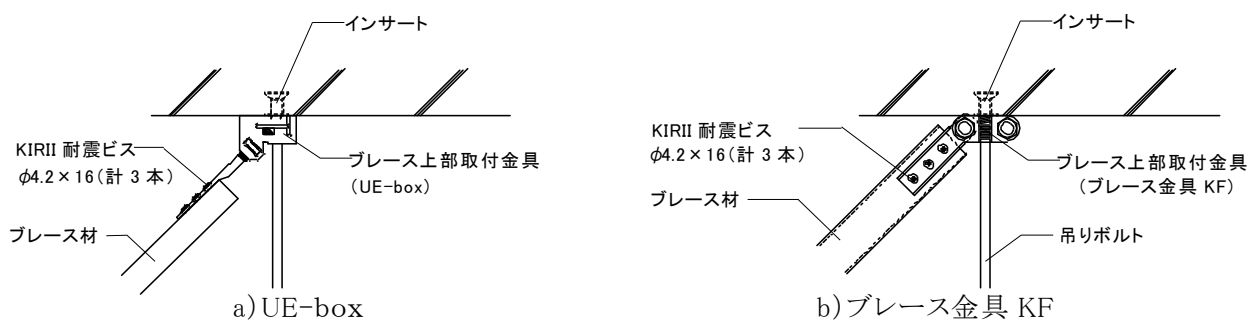 インサート
KIRII 耐震ビス
φ4.2×16(計 3 本)
ブレース上部取付金具
(UE-box)
ブレース材
a)UE-box
インサート
KIRII 耐震ビス
φ4.2×16(計 3 本)
ブレース上部取付金具
(ブレース金具 KF)
ブレース材
吊りボルト
b)ブレース金具 KF